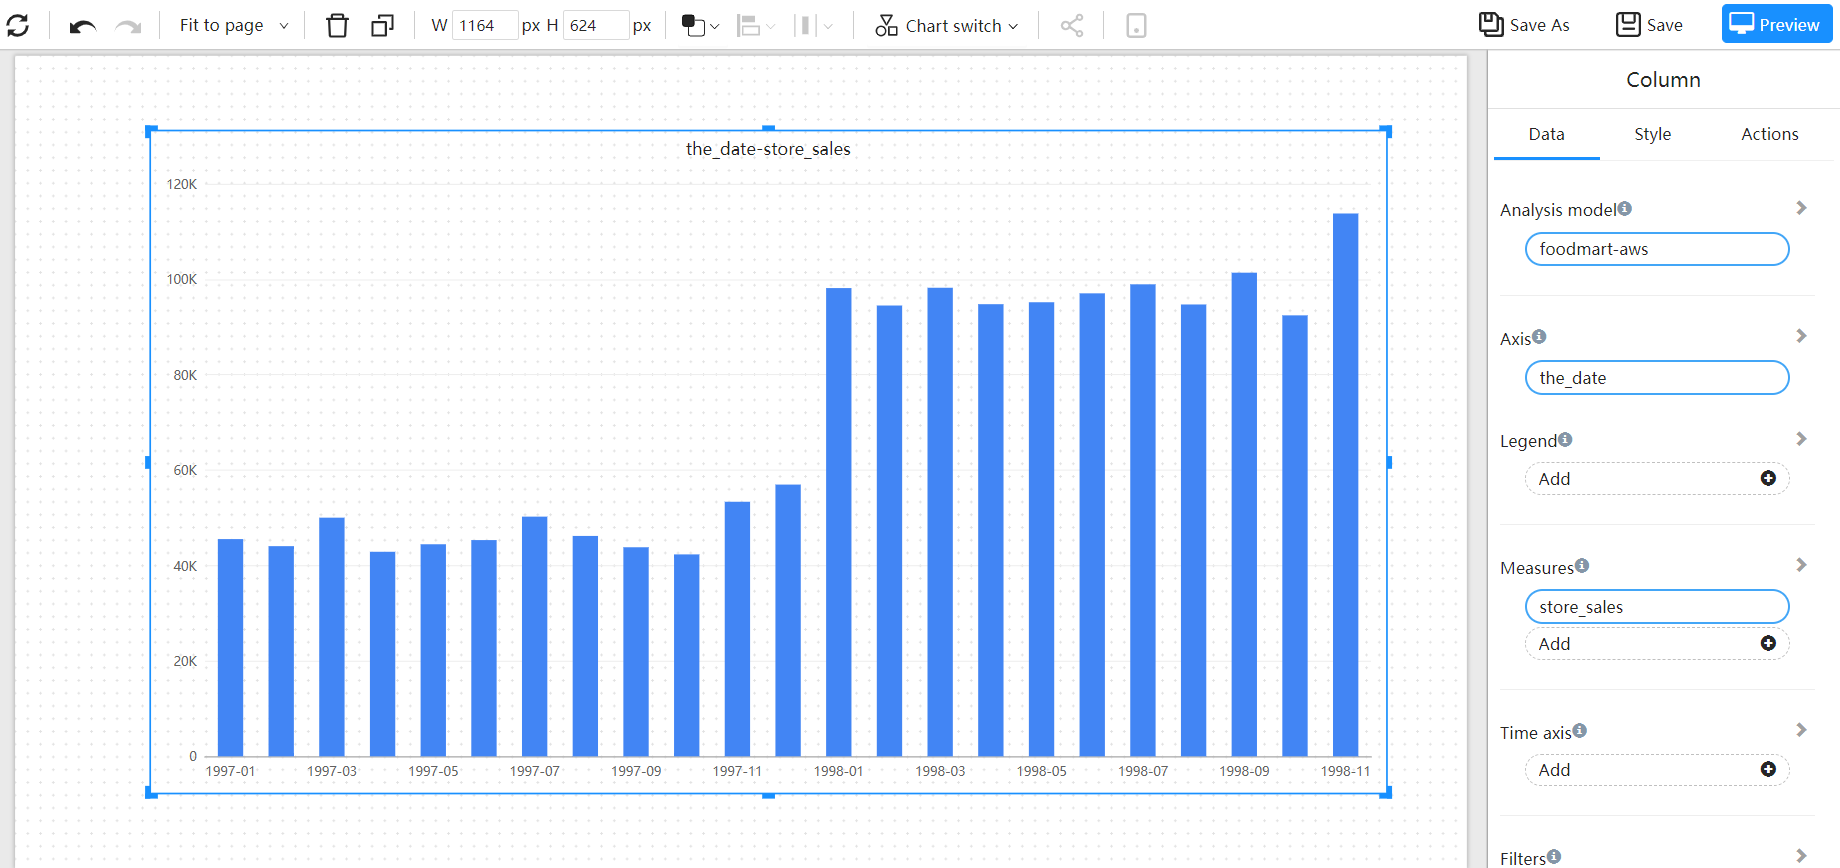 Fit to page W 1164 px H 624 px Chart switch Save As Save Preview
Column
Data Style Actions
the_date-store_sales
120K
100K
80K
60K
40K
20K
0
1997-01 1997-03 1997-05 1997-07 1997-09 1997-11 1998-01 1998-03 1998-05 1998-07 1998-09 1998-11
Analysis model
foodmart-aws
Axis
the_date
Legend
Add
Measures
store_sales
Add
Time axis
Add
Filters